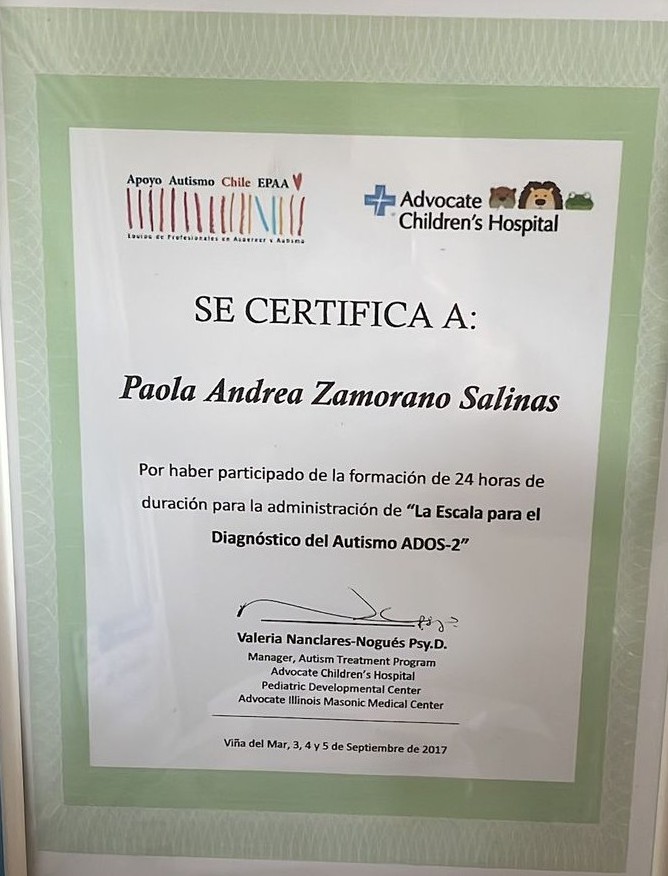 Apoyo Autismo Chile EPAA
Equipo de Profesionales en Asperger y Autismo
Advocate
Children's Hospital
SE CERTIFICA A:
Paola Andrea Zamorano Salinas
Por haber participado de la formación de 24 horas de
duración para la administración de "La Escala para el
Diagnóstico del Autismo ADOS-2"
Valeria Nanclares-Nogués Psy.D.
Manager, Autism Treatment Program
Advocate Children's Hospital
Pediatric Developmental Center
Advocate Illinois Masonic Medical Center
Viña del Mar, 3, 4 y 5 de Septiembre de 2017